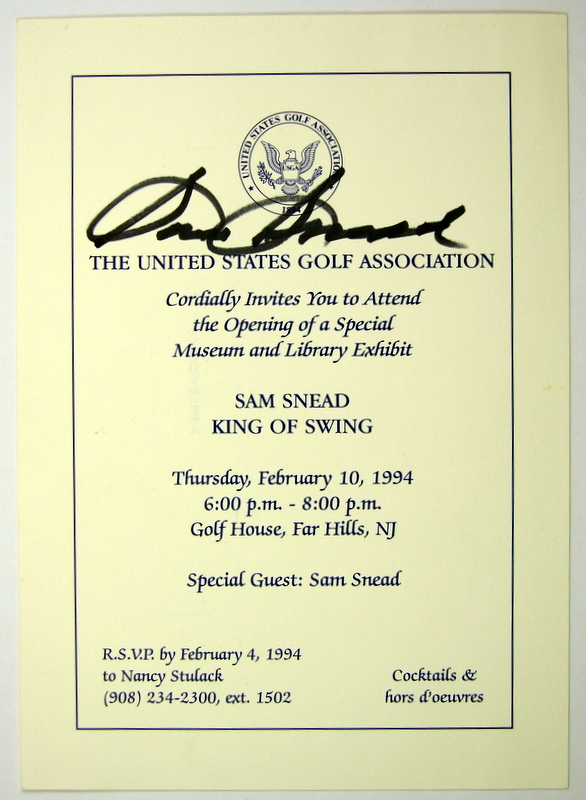 UNITED STATES GOLF ASSOCIATION
USGA
1894
Sam Snead
THE UNITED STATES GOLF ASSOCIATION
Cordially Invites You to Attend
the Opening of a Special
Museum and Library Exhibit
SAM SNEAD
KING OF SWING
Thursday, February 10, 1994
6:00 p.m. - 8:00 p.m.
Golf House, Far Hills, NJ
Special Guest: Sam Snead
R.S.V.P. by February 4, 1994
to Nancy Stulack
(908) 234-2300, ext. 1502
Cocktails &
hors d'oeuvres